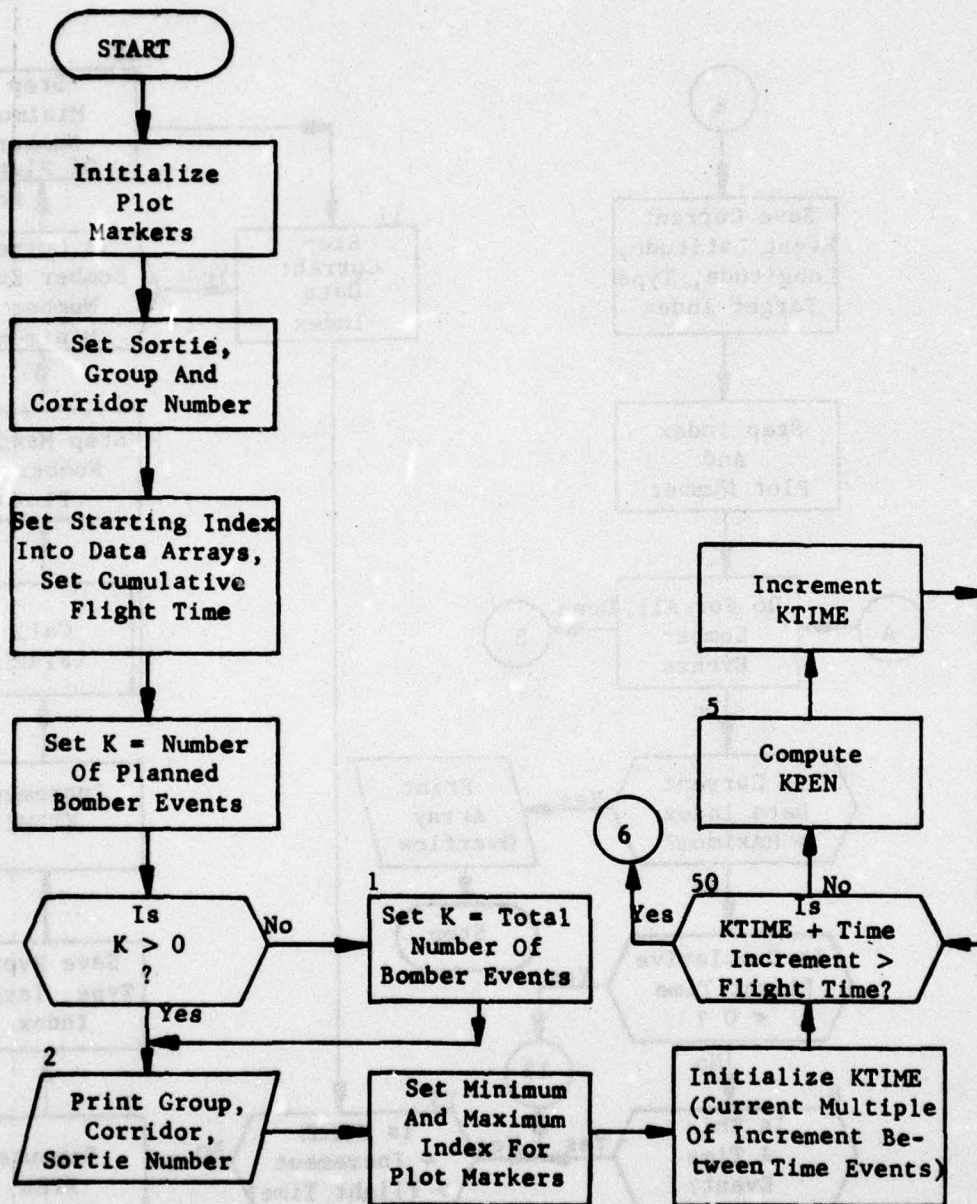 START
Initialize
Plot
Markers
Set Sortie,
Group And
Corridor Number
Set Starting Index
Into Data Arrays,
Set Cumulative
Flight Time
Set K = Number
Of Planned
Bomber Events
Is
K > 0
?
No
Yes
1
Set K = Total
Number Of
Bomber Events
2
Print Group,
Corridor,
Sortie Number
Set Minimum
And Maximum
Index For
Plot Markers
Initialize KTIME
(Current Multiple
Of Increment Be-
tween Time Events)
50
Is
KTIME + Time
Increment >
Flight Time?
Yes
6
No
5
Compute
KPEN
Increment
KTIME